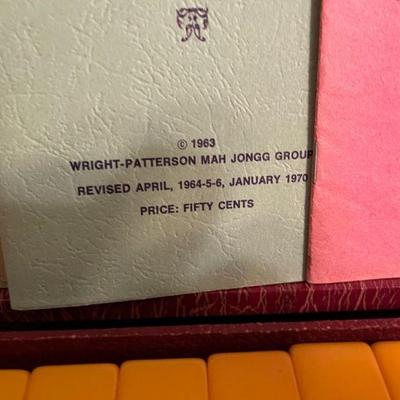 © 1963
WRIGHT-PATTERSON MAH JONGG GROUP
REVISED APRIL, 1964-5-6, JANUARY 1970
PRICE: FIFTY CENTS